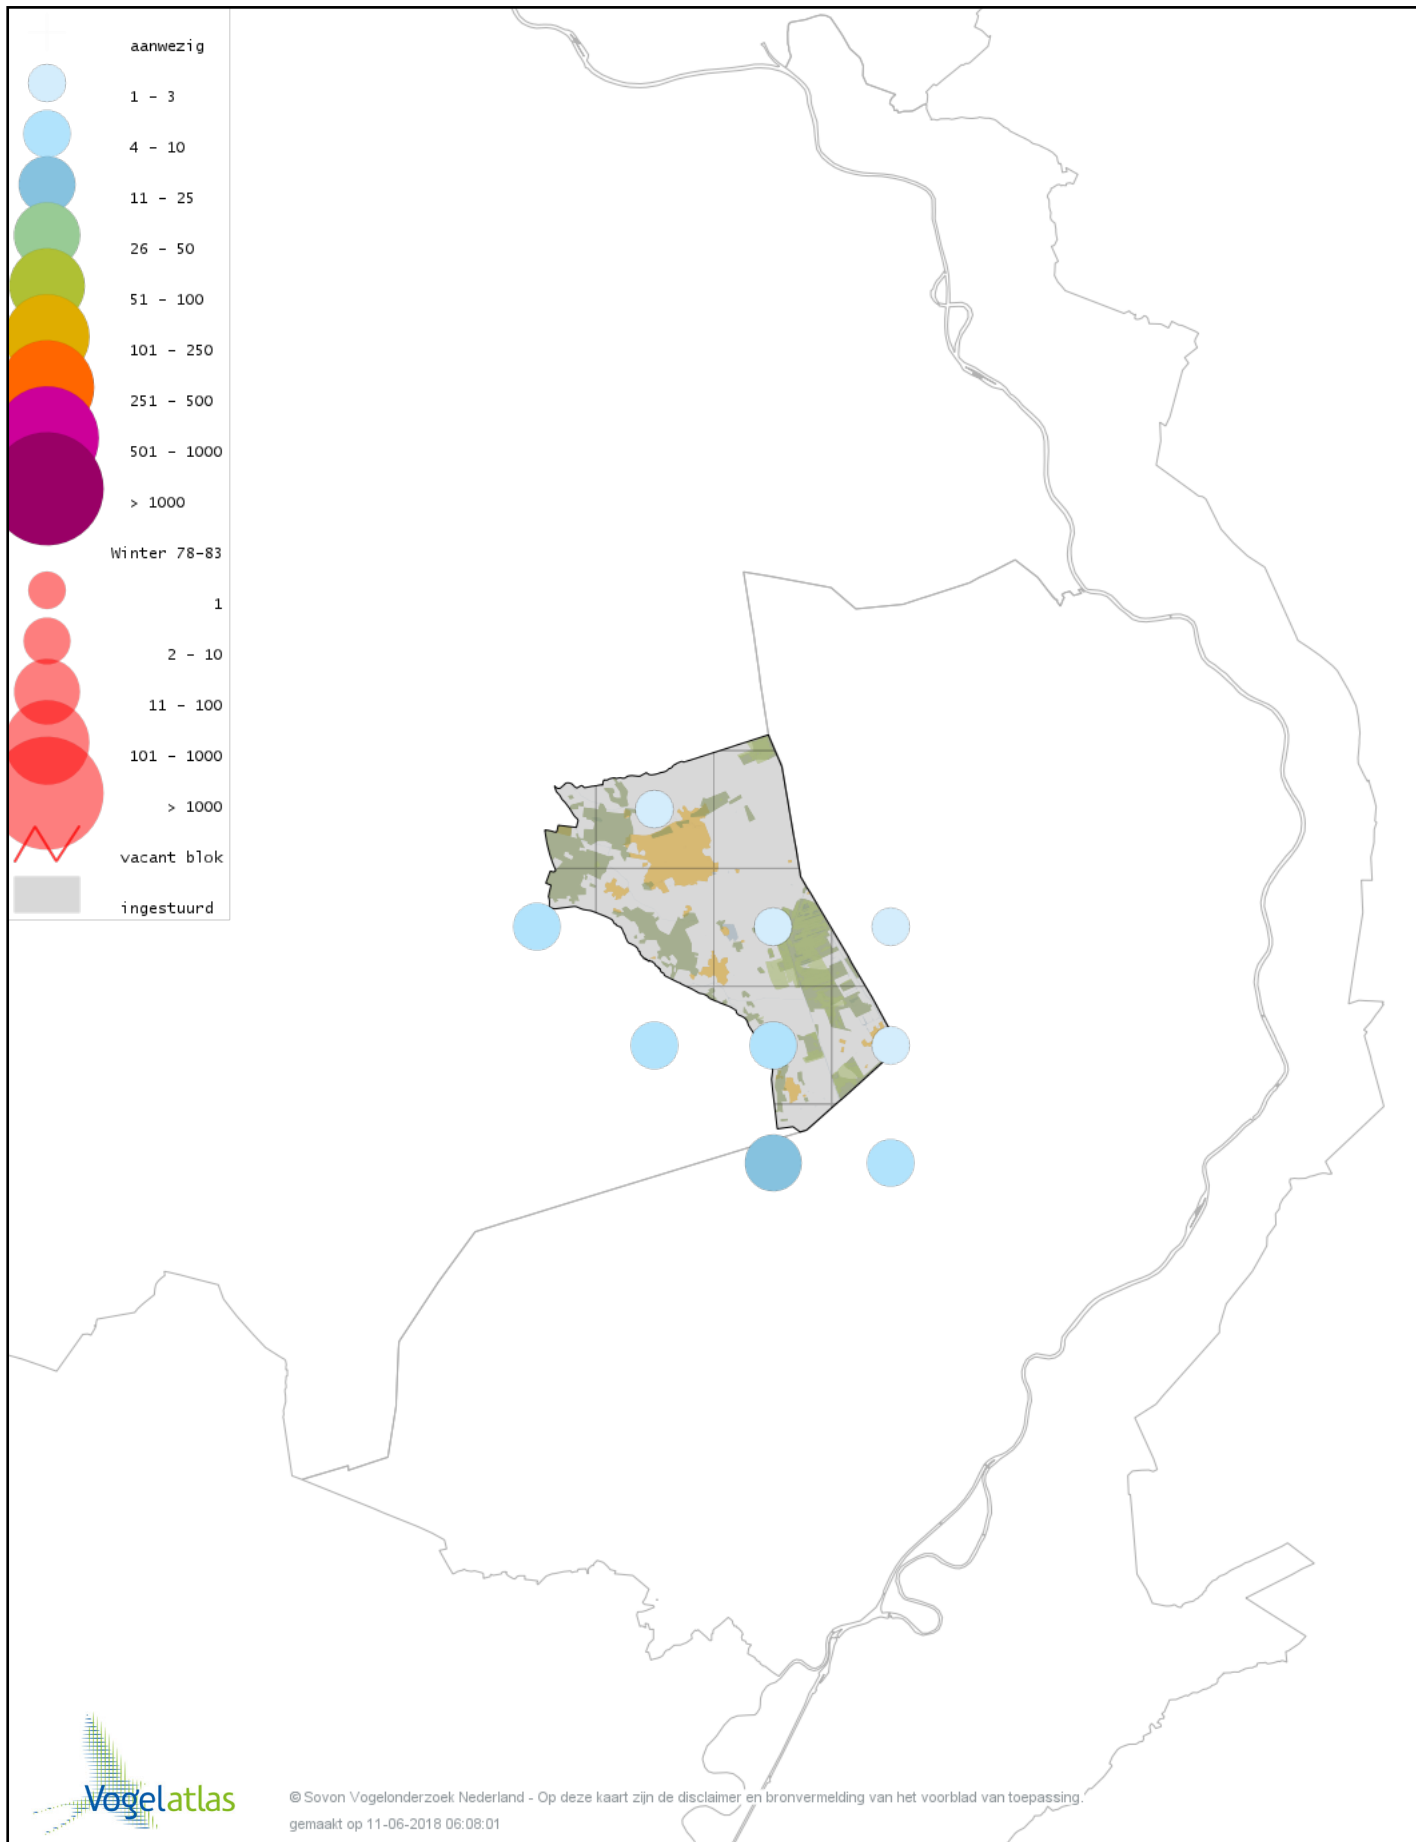 aanwezig
1 - 3
4 - 10
11 - 25
26 - 50
51 - 100
101 - 250
251 - 500
501 - 1000
> 1000
Winter 78-83
1
2 - 10
11 - 100
101 - 1000
> 1000
vacant blok
ingestuurd
Vogelatlas
© Sovon Vogelonderzoek Nederland - Op deze kaart zijn de disclaimer en bronvermelding van het voorblad van toepassing.
gemaakt op 11-06-2018 06:08:01